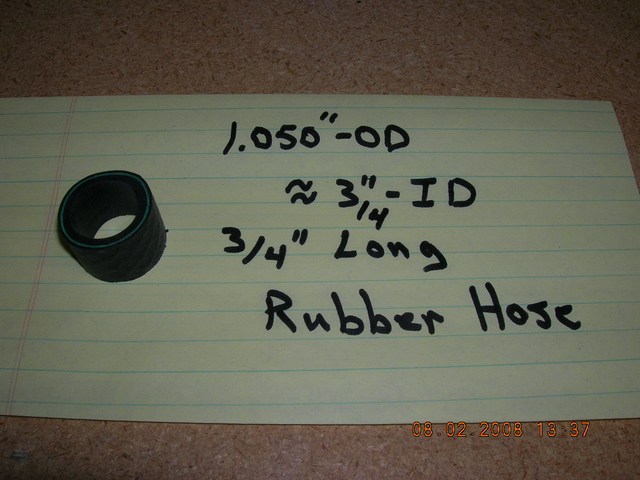 1.050"-OD
≈ 3/4"-ID
3/4" Long
Rubber Hose
08.02.2008 13:37